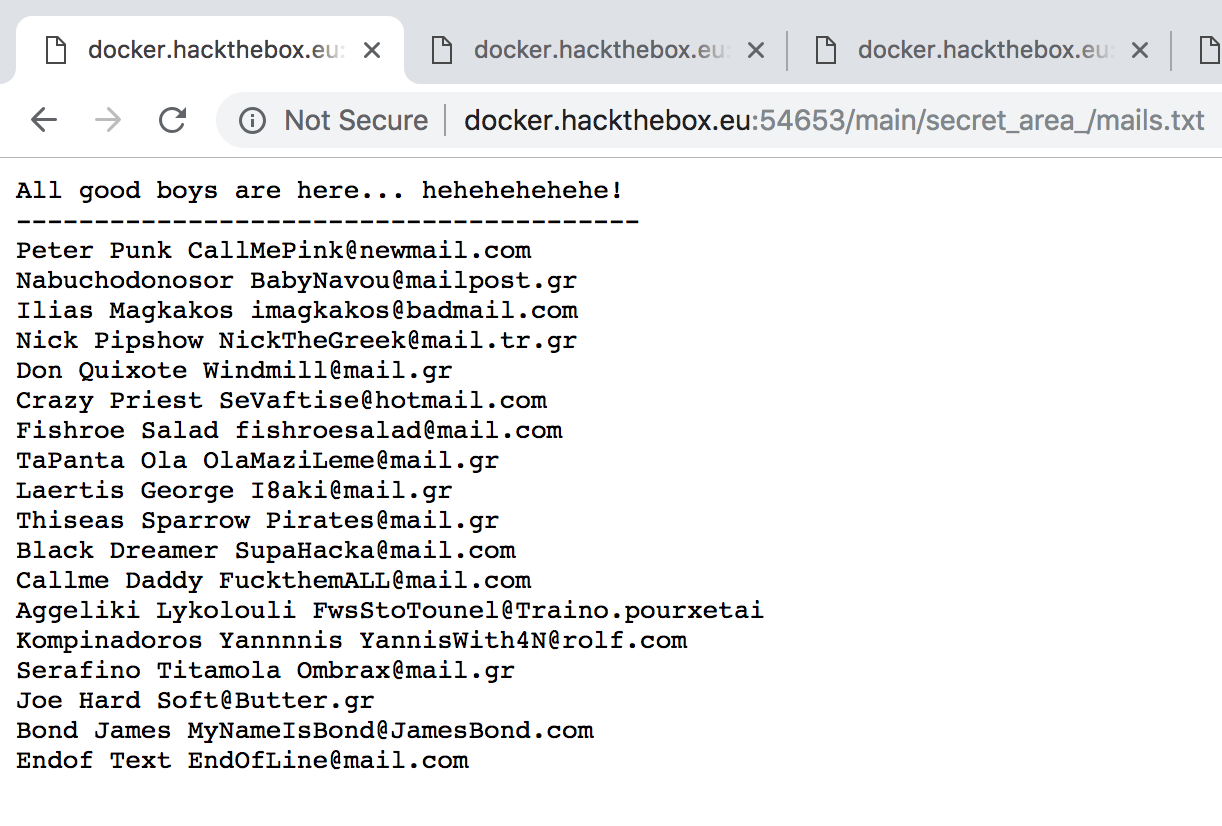 docker.hackthebox.eu: docker.hackthebox.eu: docker.hackthebox.eu:
Not Secure docker.hackthebox.eu:54653/main/secret_area_/mails.txt
All good boys are here... hehehehehehe!
----------------------------------------
Peter Punk CallMePink@newmail.com
Nabuchodonosor BabyNavou@mailpost.gr
Ilias Magkakos imagkakos@badmail.com
Nick Pipshow NickTheGreek@mail.tr.gr
Don Quixote Windmill@mail.gr
Crazy Priest SeVaftise@hotmail.com
Fishroe Salad fishroesalad@mail.com
TaPanta Ola OlaMaziLeme@mail.gr
Laertis George I8aki@mail.gr
Thiseas Sparrow Pirates@mail.gr
Black Dreamer SupaHacka@mail.com
Callme Daddy FuckthemALL@mail.com
Aggeliki Lykolouli FwsStoTounel@Traino.pourxetai
Kompinadoros Yannnnis YannisWith4N@rolf.com
Serafino Titamola Ombrax@mail.gr
Joe Hard Soft@Butter.gr
Bond James MyNameIsBond@JamesBond.com
Endof Text EndOfLine@mail.com